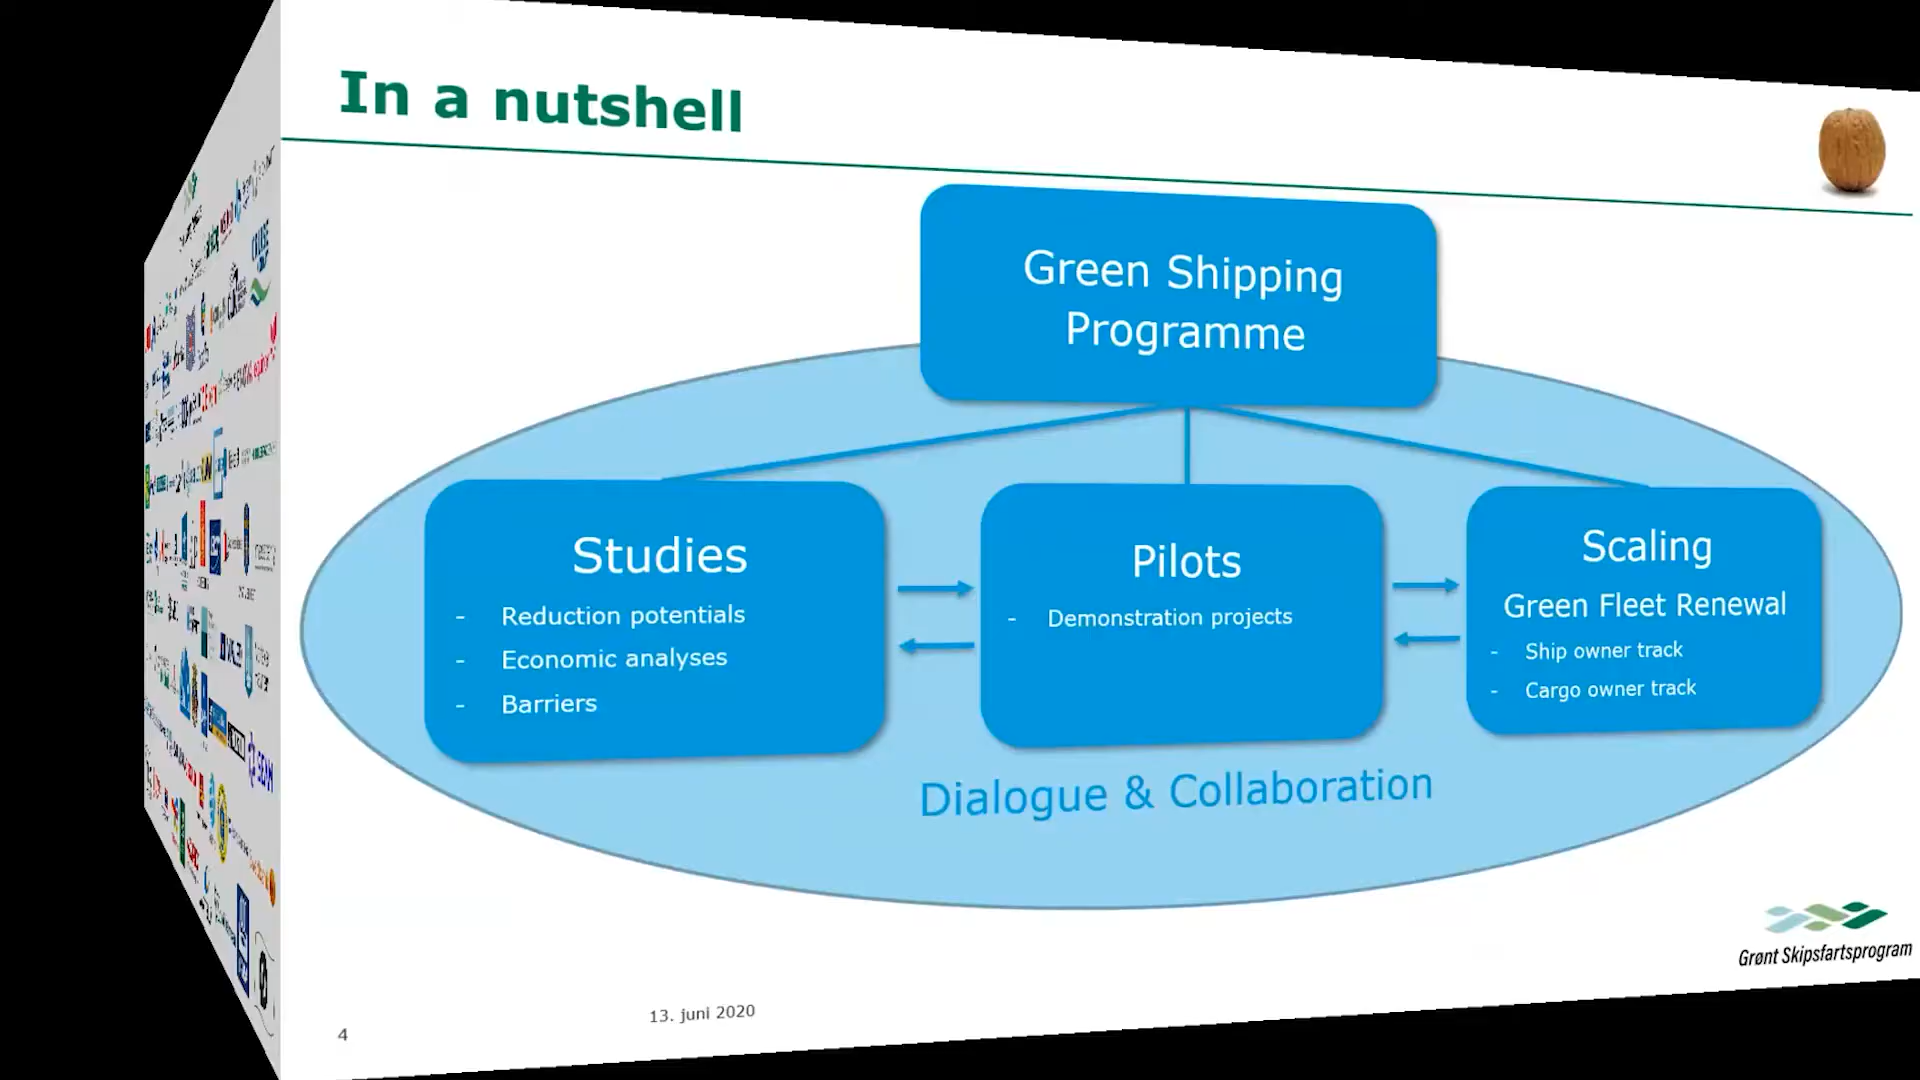 In a nutshell
Green Shipping
Programme
Studies
- Reduction potentials
- Economic analyses
- Barriers
Pilots
- Demonstration projects
Scaling
Green Fleet Renewal
- Ship owner track
- Cargo owner track
Dialogue & Collaboration
Grønt Skipsfartsprogram
13. juni 2020
4